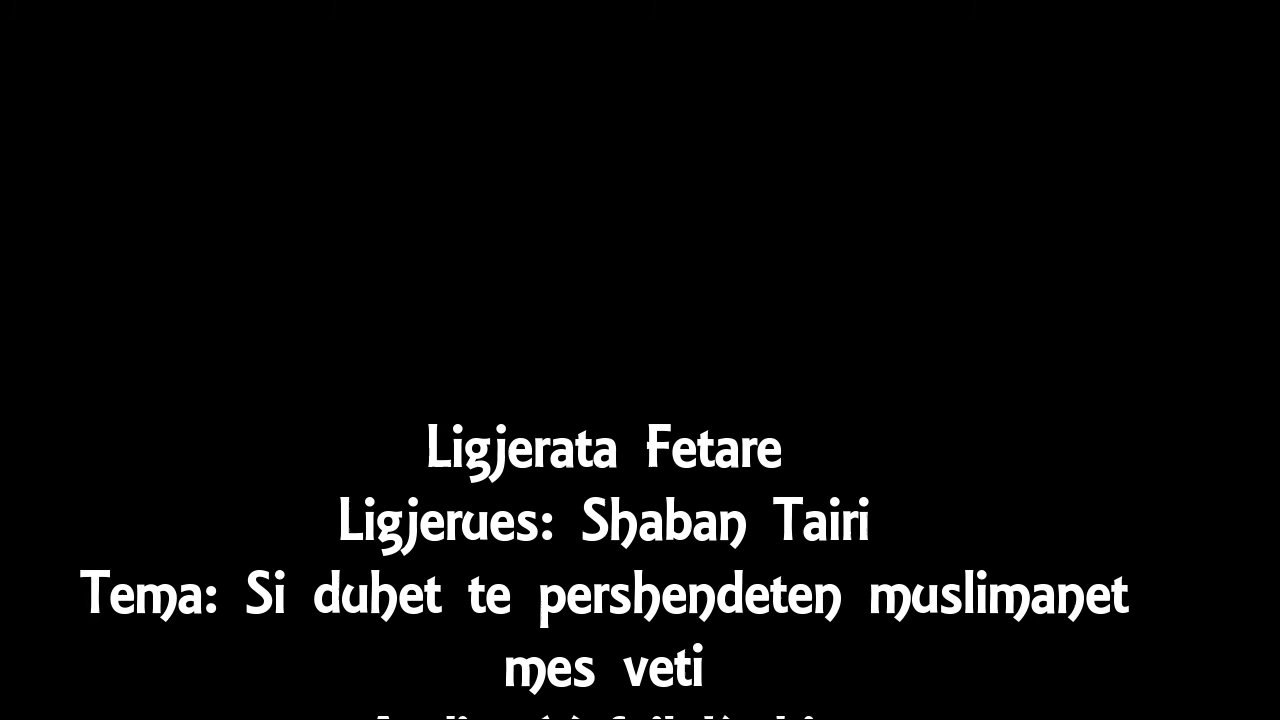 Ligjerata Fetare
Ligjerues: Shaban Tairi
Tema: Si duhet te pershendeten muslimanet
mes veti